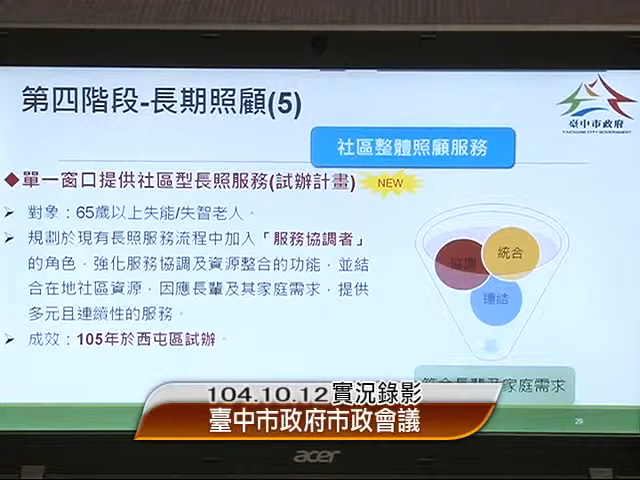 第四階段-長期照顧(5)
臺中市政府
TAICHUNG CITY GOVERNMENT
社區整體照顧服務
◆單一窗口提供社區型長照服務(試辦計畫)
NEW
➢ 對象：65歲以上失能/失智老人。
➢ 規劃於現有長照服務流程中加入「服務協調者」
的角色，強化服務協調及資源整合的功能，並結
合在地社區資源，因應長輩及其家庭需求，提供
多元且連續性的服務。
➢ 成效：105年於西屯區試辦。
協調
統合
連結
符合長輩及家庭需求
29
104.10.12實況錄影
臺中市政府市政會議
acer